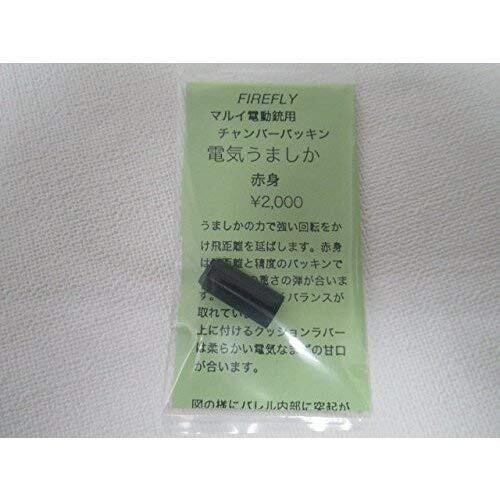 FIREFLY
マルイ電動銃用
チャンバーパッキン
電気うましか
赤身
¥2,000
うましかの力で強い回転をか
け飛距離を延ばします。赤身
は飛距離と精度のパッキンで
す。 重さの弾が合いま
バランスが
取れてい
上に付けるクッションラバー
は柔らかい電気なまずの甘口
が合います。
図の様にバレル内部に突起が